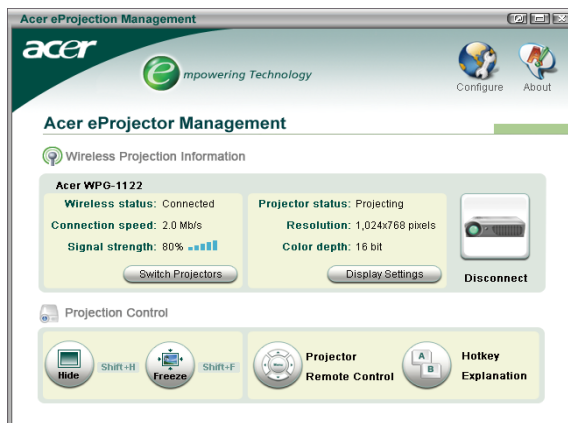 Acer eProjection Management
acer
empowering Technology
Configure
About
Acer eProjector Management
Wireless Projection Information
Acer WPG-1122
Wireless status: Connected
Connection speed: 2.0 Mb/s
Signal strength: 80%
Switch Projectors
Projector status: Projecting
Resolution: 1,024x768 pixels
Color depth: 16 bit
Display Settings
Disconnect
Projection Control
Hide
Shift+H
Freeze
Shift+F
Menu
Projector
Remote Control
A
B
Hotkey
Explanation